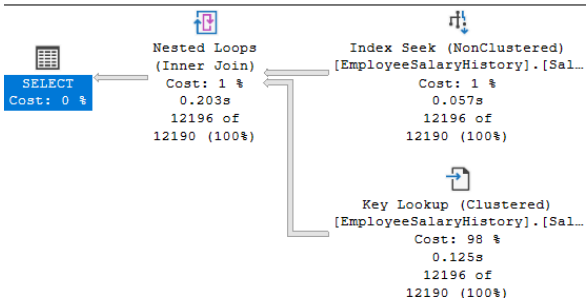 SELECT
Cost: 0 %
Nested Loops
(Inner Join)
Cost: 1 %
0.203s
12196 of
12190 (100%)
Index Seek (NonClustered)
[EmployeeSalaryHistory].[Sal…
Cost: 1 %
0.057s
12196 of
12190 (100%)
Key Lookup (Clustered)
[EmployeeSalaryHistory].[Sal…
Cost: 98 %
0.125s
12196 of
12190 (100%)